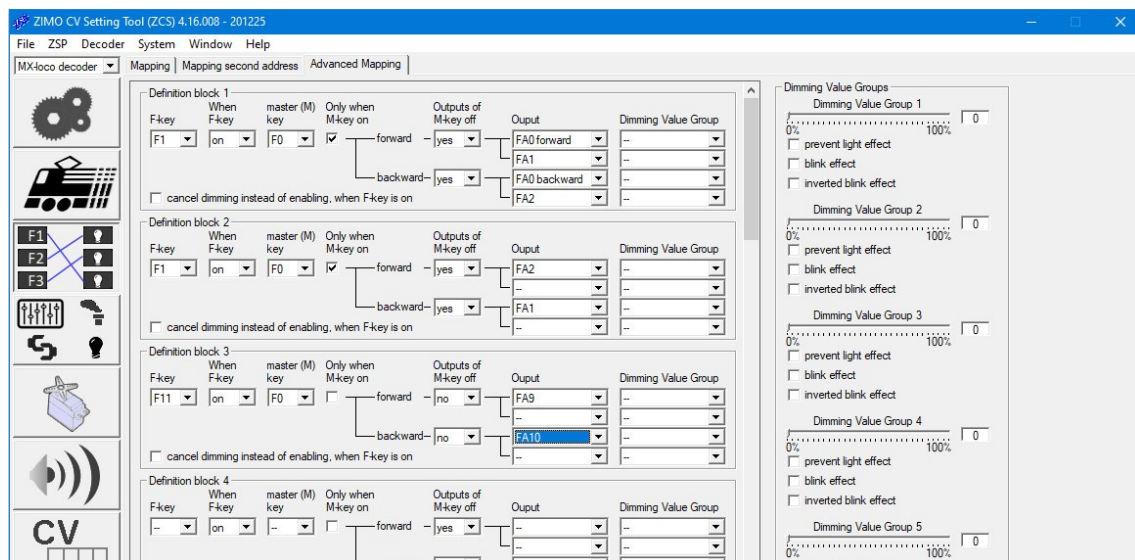 ZIMO CV Setting Tool (ZCS) 4.16.008 - 201225
File ZSP Decoder System Window Help
MX-loco decoder Mapping Mapping second address Advanced Mapping
Definition block 1
When master (M) Only when Outputs of
F-key F-key key M-key on M-key off Ouput Dimming Value Group
F1 on F0 forward yes FA0 forward --
FA1 --
backward yes FA0 backward --
cancel dimming instead of enabling, when F-key is on FA2 --
Definition block 2
When master (M) Only when Outputs of
F-key F-key key M-key on M-key off Ouput Dimming Value Group
F1 on F0 forward yes FA2 --
-- --
backward yes FA1 --
cancel dimming instead of enabling, when F-key is on -- --
Definition block 3
When master (M) Only when Outputs of
F-key F-key key M-key on M-key off Ouput Dimming Value Group
F11 on F0 forward no FA9 --
-- --
backward no FA10 --
cancel dimming instead of enabling, when F-key is on -- --
Definition block 4
When master (M) Only when Outputs of
F-key F-key key M-key on M-key off Ouput Dimming Value Group
-- on -- forward yes -- --
-- --
F1
F2
F3
CV
Dimming Value Groups
Dimming Value Group 1
0
0% 100%
prevent light effect
blink effect
inverted blink effect
Dimming Value Group 2
0
0% 100%
prevent light effect
blink effect
inverted blink effect
Dimming Value Group 3
0
0% 100%
prevent light effect
blink effect
inverted blink effect
Dimming Value Group 4
0
0% 100%
prevent light effect
blink effect
inverted blink effect
Dimming Value Group 5
0
0% 100%